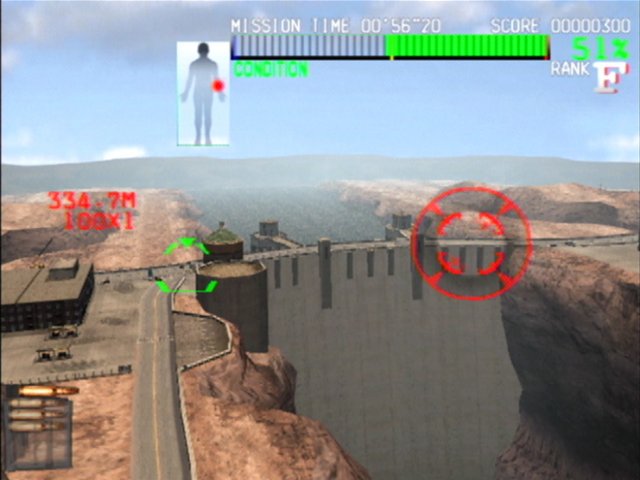 MISSION TIME 00'56"20 SCORE 00000300
51%
CONDITION
RANK F
334.7M
100X1